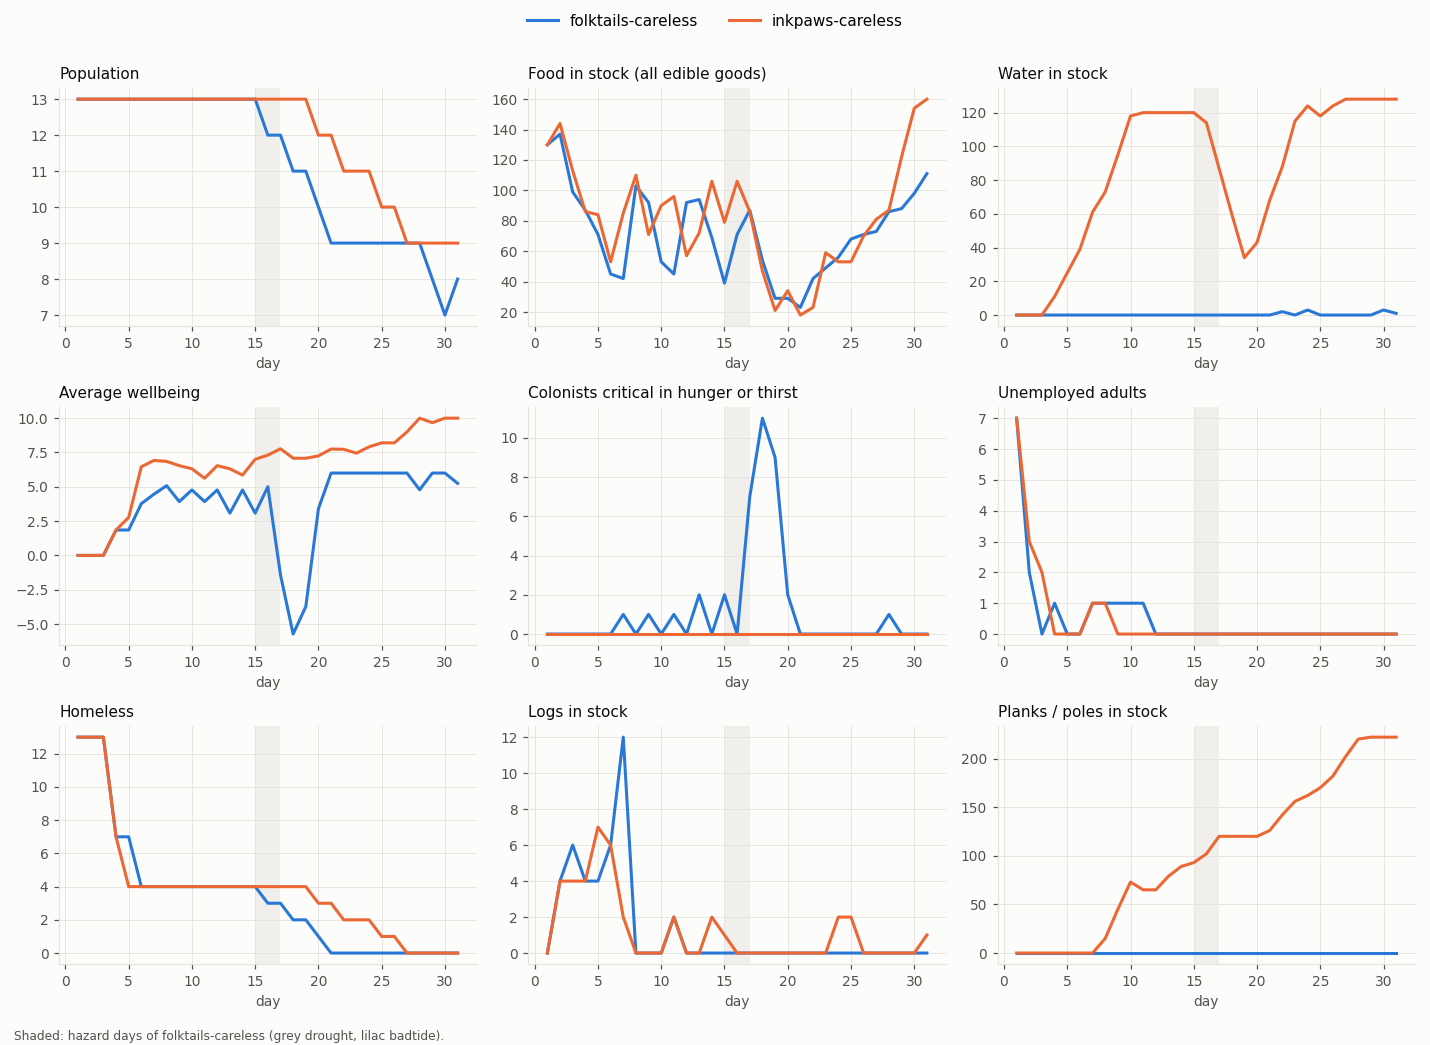 folktails-careless inkpaws-careless
Population
13
12
11
10
9
8
7
0 5 10 15 20 25 30
day
Food in stock (all edible goods)
160
140
120
100
80
60
40
20
0 5 10 15 20 25 30
day
Water in stock
120
100
80
60
40
20
0
0 5 10 15 20 25 30
day
Average wellbeing
10.0
7.5
5.0
2.5
0.0
−2.5
−5.0
0 5 10 15 20 25 30
day
Colonists critical in hunger or thirst
10
8
6
4
2
0
0 5 10 15 20 25 30
day
Unemployed adults
7
6
5
4
3
2
1
0
0 5 10 15 20 25 30
day
Homeless
12
10
8
6
4
2
0
0 5 10 15 20 25 30
day
Logs in stock
12
10
8
6
4
2
0
0 5 10 15 20 25 30
day
Planks / poles in stock
200
150
100
50
0
0 5 10 15 20 25 30
day
Shaded: hazard days of folktails-careless (grey drought, lilac badtide).